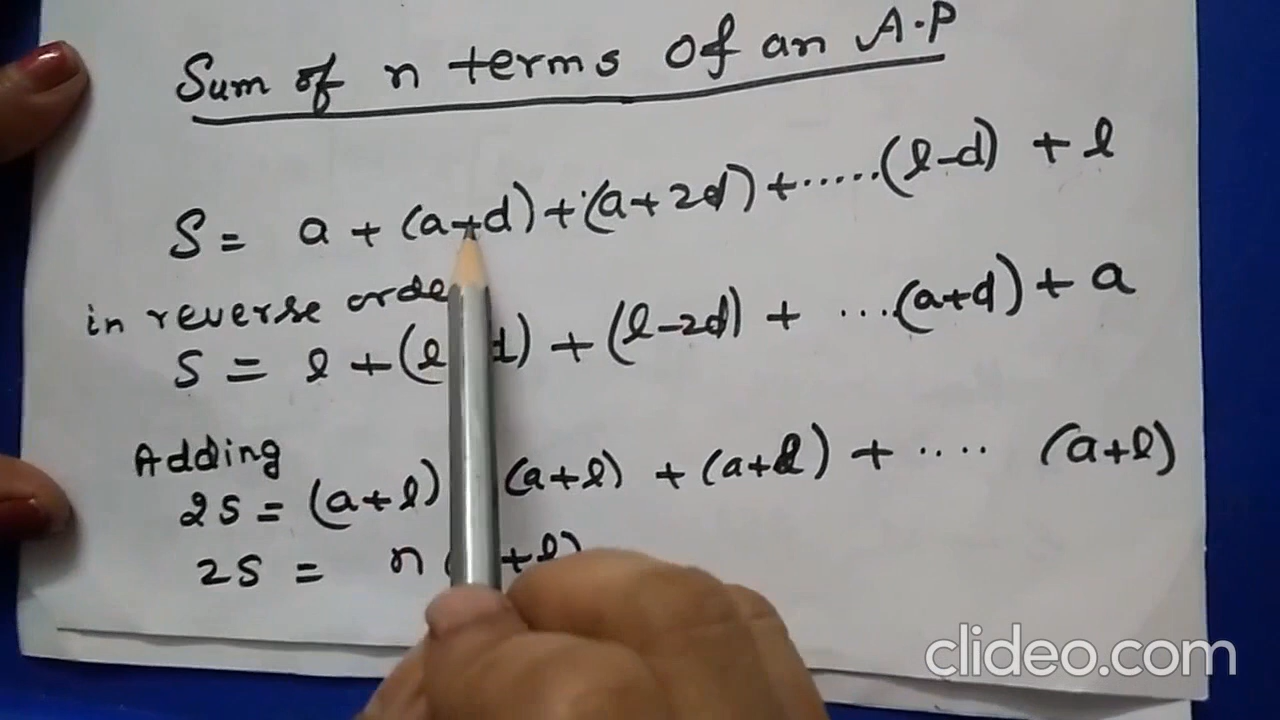 Sum of n terms of an A.P
S = a + (a+d) + (a+2d) + ..... (l-d) + l
in reverse orde
S = l + (l d) + (l-2d) + ...(a+d) + a
Adding
2S = (a+l) (a+l) + (a+l) + .... (a+l)
2S = n( +l)
clideo.com